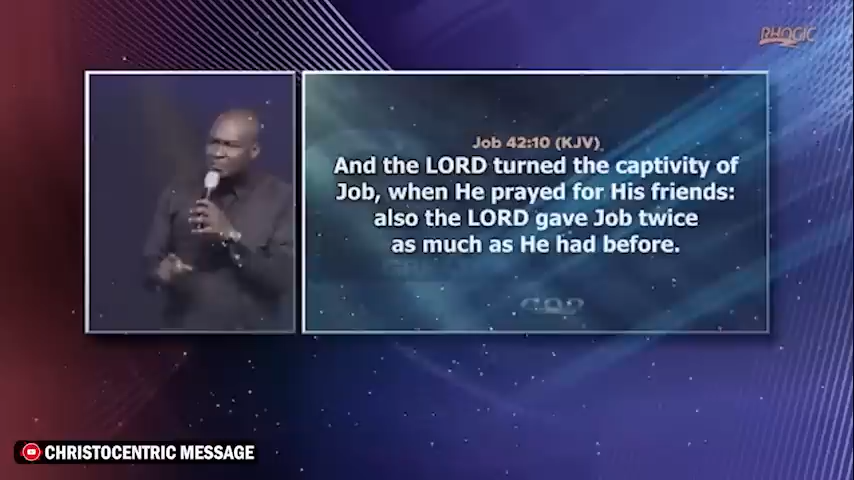 RHOGIC
Job 42:10 (KJV)
And the LORD turned the captivity of
Job, when He prayed for His friends:
also the LORD gave Job twice
as much as He had before.
CHRISTOCENTRIC MESSAGE